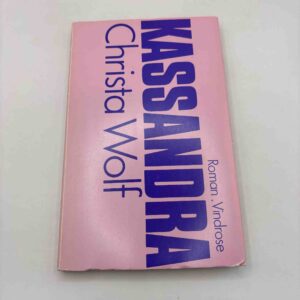 KASSANDRA
Christa Wolf
Roman . Vindrose